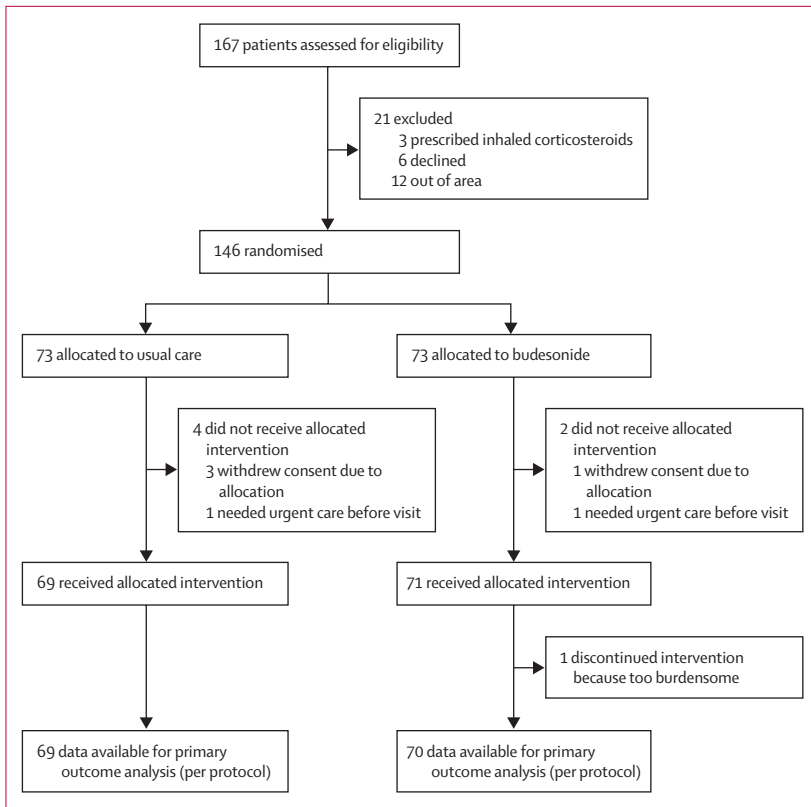 167 patients assessed for eligibility
21 excluded
3 prescribed inhaled corticosteroids
6 declined
12 out of area
146 randomised
73 allocated to usual care
73 allocated to budesonide
4 did not receive allocated
intervention
3 withdrew consent due to
allocation
1 needed urgent care before visit
2 did not receive allocated
intervention
1 withdrew consent due to
allocation
1 needed urgent care before visit
69 received allocated intervention
71 received allocated intervention
1 discontinued intervention
because too burdensome
69 data available for primary
outcome analysis (per protocol)
70 data available for primary
outcome analysis (per protocol)